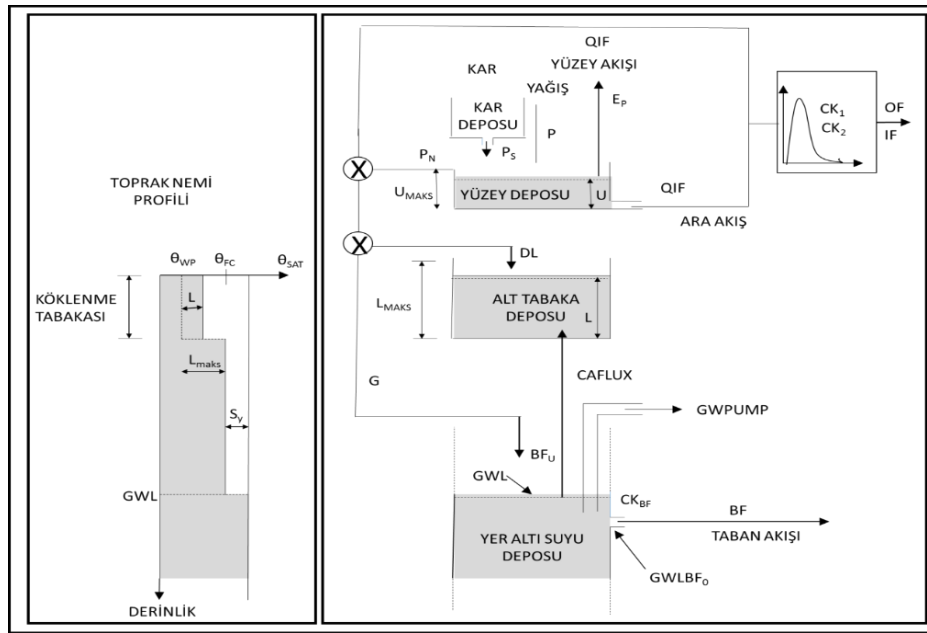 TOPRAK NEMİ
PROFİLİ
θWP
θFC
θSAT
KÖKLENME
TABAKASI
L
Lmaks
Sy
GWL
DERİNLİK
QIF
YÜZEY AKIŞI
KAR
YAĞIŞ
KAR
DEPOSU
EP
P
PS
PN
UMAKS
YÜZEY DEPOSU
U
QIF
ARA AKIŞ
CK1
CK2
OF
IF
X
X
DL
LMAKS
ALT TABAKA
DEPOSU
L
CAFLUX
G
GWPUMP
BFU
GWL
CKBF
BF
TABAN AKIŞI
YER ALTI SUYU
DEPOSU
GWLBF0